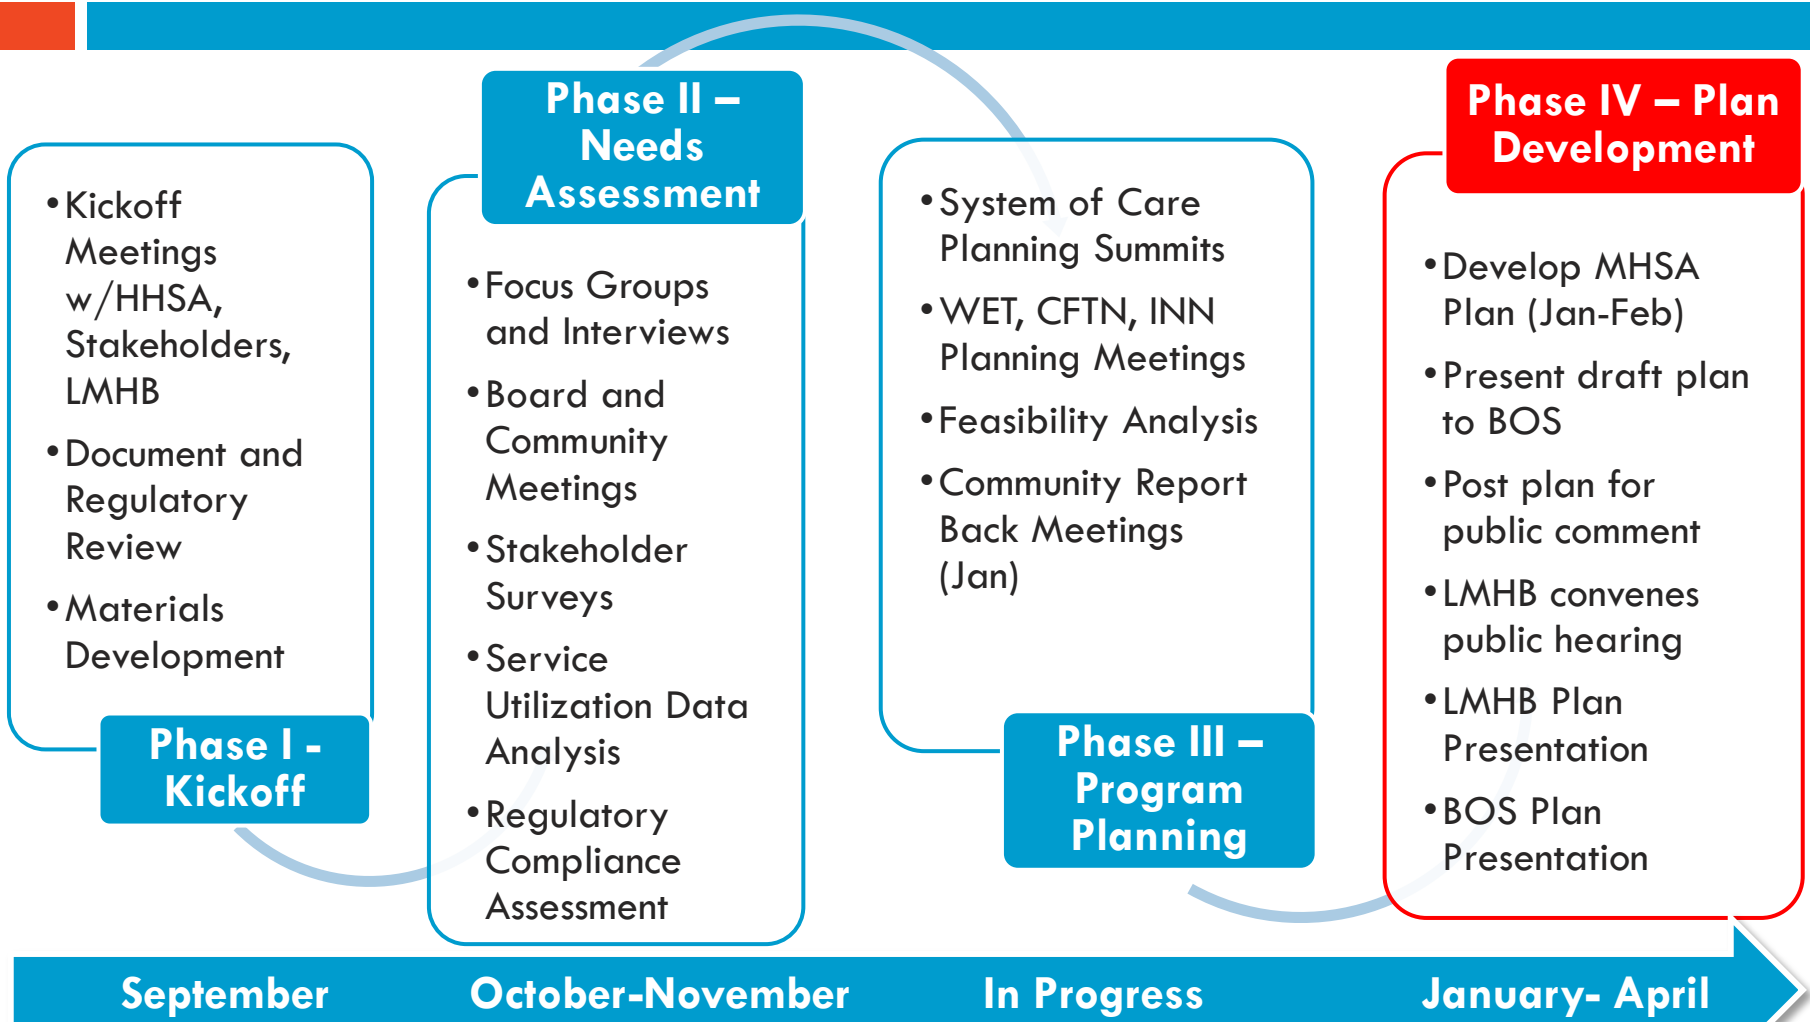 •Kickoff
Meetings
w/HHSA,
Stakeholders,
LMHB
•Document and
Regulatory
Review
•Materials
Development
Phase I -
Kickoff
Phase II –
Needs
Assessment
•Focus Groups
and Interviews
•Board and
Community
Meetings
•Stakeholder
Surveys
•Service
Utilization Data
Analysis
•Regulatory
Compliance
Assessment
•System of Care
Planning Summits
•WET, CFTN, INN
Planning Meetings
•Feasibility Analysis
•Community Report
Back Meetings
(Jan)
Phase III –
Program
Planning
Phase IV – Plan
Development
•Develop MHSA
Plan (Jan-Feb)
•Present draft plan
to BOS
•Post plan for
public comment
•LMHB convenes
public hearing
•LMHB Plan
Presentation
•BOS Plan
Presentation
September
October-November
In Progress
January- April